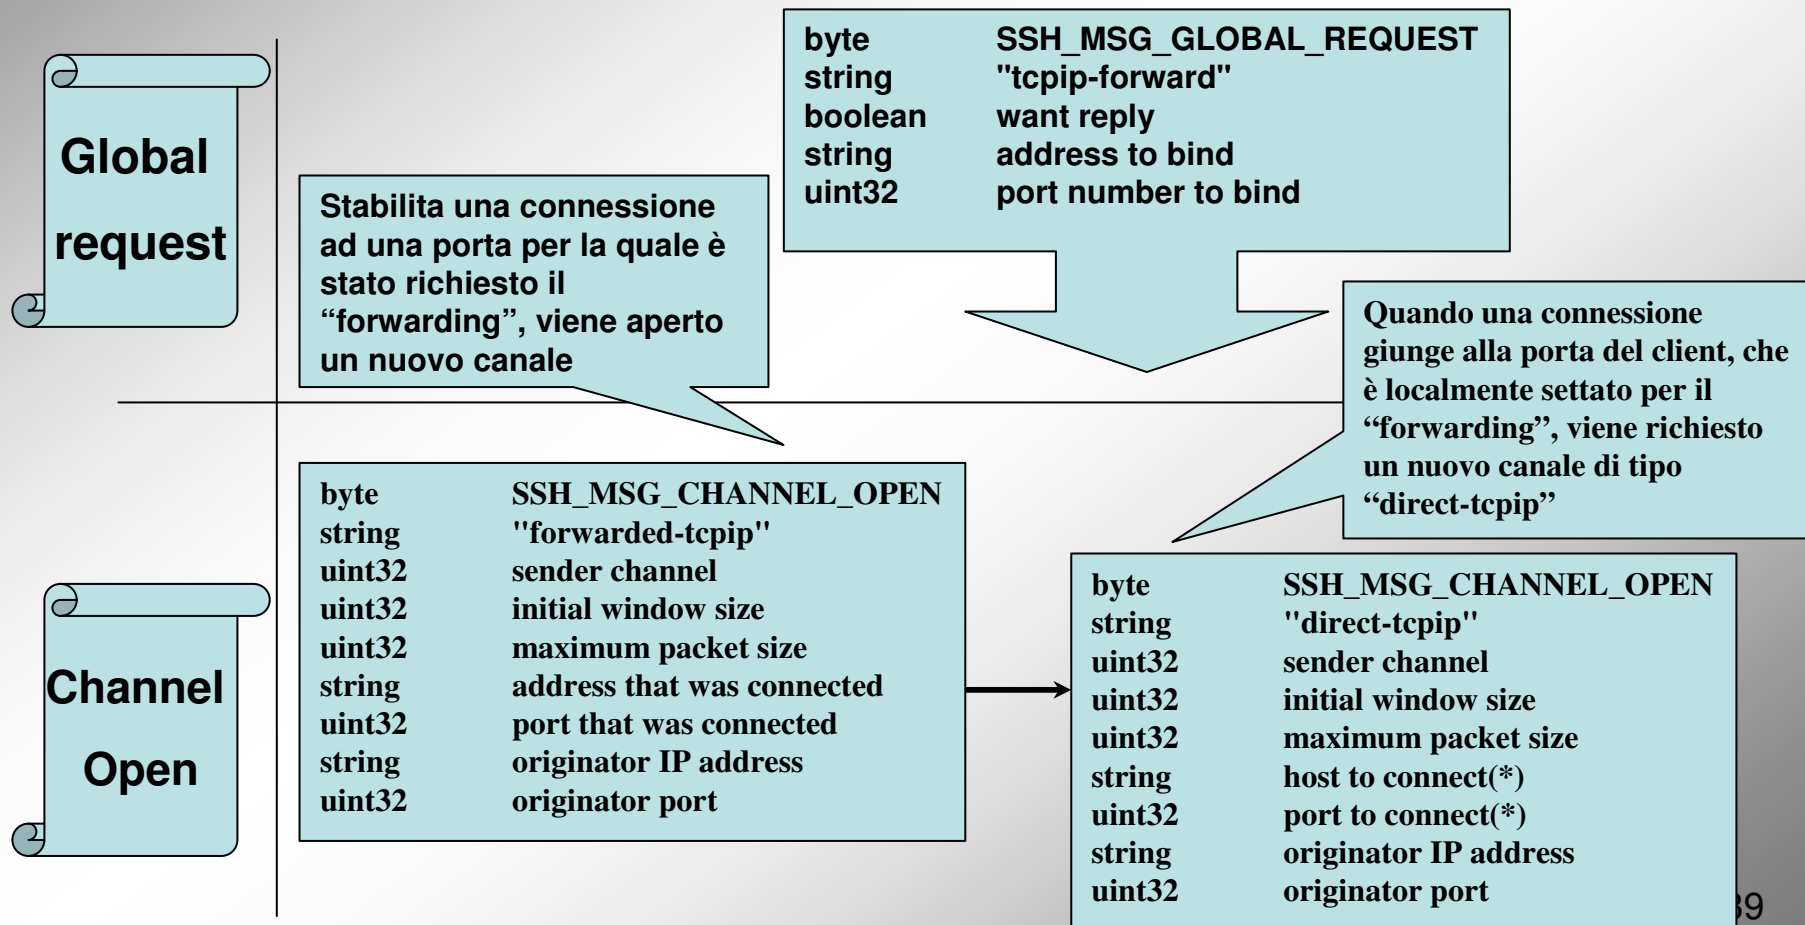 Global
request
byte SSH_MSG_GLOBAL_REQUEST
string "tcpip-forward"
boolean want reply
string address to bind
uint32 port number to bind
Stabilita una connessione
ad una porta per la quale è
stato richiesto il
“forwarding”, viene aperto
un nuovo canale
Quando una connessione
giunge alla porta del client, che
è localmente settato per il
“forwarding”, viene richiesto
un nuovo canale di tipo
“direct-tcpip”
Channel
Open
byte SSH_MSG_CHANNEL_OPEN
string "forwarded-tcpip"
uint32 sender channel
uint32 initial window size
uint32 maximum packet size
string address that was connected
uint32 port that was connected
string originator IP address
uint32 originator port
byte SSH_MSG_CHANNEL_OPEN
string "direct-tcpip"
uint32 sender channel
uint32 initial window size
uint32 maximum packet size
string host to connect(*)
uint32 port to connect(*)
string originator IP address
uint32 originator port